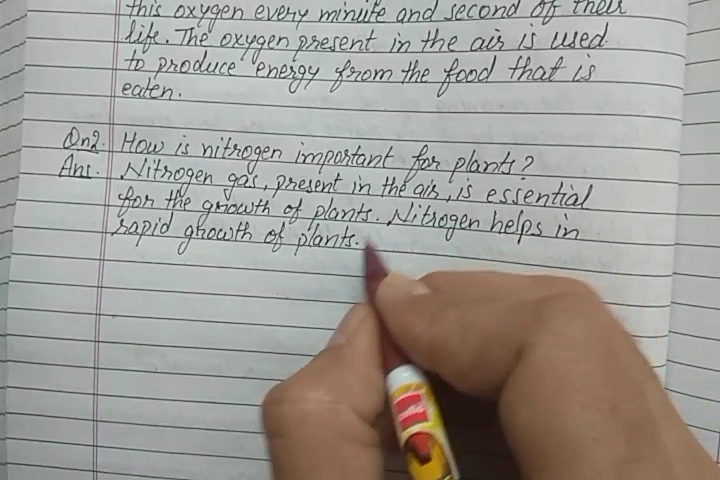 this oxygen every minute and second of their
life. The oxygen present in the air is used
to produce energy from the food that is
eaten.
Qn2. How is nitrogen important for plants?
Ans. Nitrogen gas, present in the air, is essential
for the growth of plants. Nitrogen helps in
rapid growth of plants.